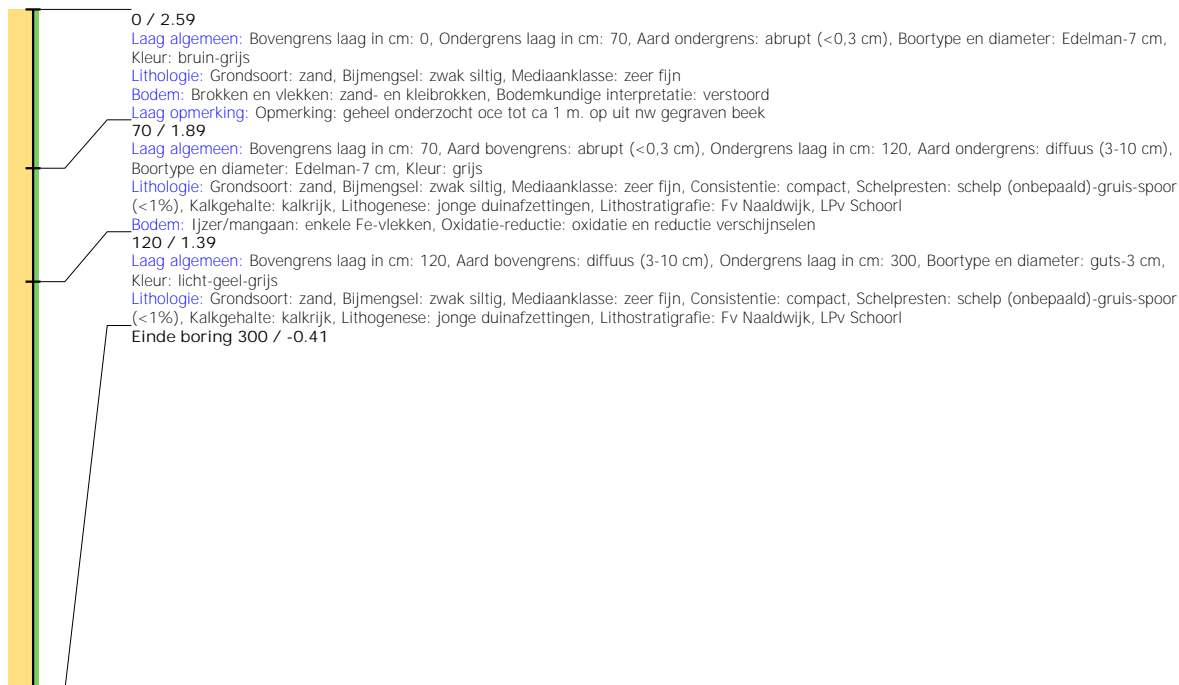 0 / 2.59
Laag algemeen: Bovengrens laag in cm: 0, Ondergrens laag in cm: 70, Aard ondergrens: abrupt (<0,3 cm), Boortype en diameter: Edelman-7 cm,
Kleur: bruin-grijs
Lithologie: Grondsoort: zand, Bijmengsel: zwak siltig, Mediaanklasse: zeer fijn
Bodem: Brokken en vlekken: zand- en kleibrokken, Bodemkundige interpretatie: verstoord
Laag opmerking: Opmerking: geheel onderzocht oce tot ca 1 m. op uit nw gegraven beek
70 / 1.89
Laag algemeen: Bovengrens laag in cm: 70, Aard bovengrens: abrupt (<0,3 cm), Ondergrens laag in cm: 120, Aard ondergrens: diffuus (3-10 cm),
Boortype en diameter: Edelman-7 cm, Kleur: grijs
Lithologie: Grondsoort: zand, Bijmengsel: zwak siltig, Mediaanklasse: zeer fijn, Consistentie: compact, Schelpresten: schelp (onbepaald)-gruis-spoor
(<1%), Kalkgehalte: kalkrijk, Lithogenese: jonge duinafzettingen, Lithostratigrafie: Fv Naaldwijk, LPv Schoorl
Bodem: Ijzer/mangaan: enkele Fe-vlekken, Oxidatie-reductie: oxidatie en reductie verschijnselen
120 / 1.39
Laag algemeen: Bovengrens laag in cm: 120, Aard bovengrens: diffuus (3-10 cm), Ondergrens laag in cm: 300, Boortype en diameter: guts-3 cm,
Kleur: licht-geel-grijs
Lithologie: Grondsoort: zand, Bijmengsel: zwak siltig, Mediaanklasse: zeer fijn, Consistentie: compact, Schelpresten: schelp (onbepaald)-gruis-spoor
(<1%), Kalkgehalte: kalkrijk, Lithogenese: jonge duinafzettingen, Lithostratigrafie: Fv Naaldwijk, LPv Schoorl
Einde boring 300 / -0.41